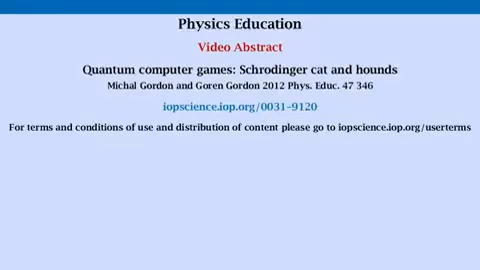 Physics Education
Video Abstract
Quantum computer games: Schrodinger cat and hounds
Michal Gordon and Goren Gordon 2012 Phys. Educ. 47 346
iopscience.iop.org/0031-9120
For terms and conditions of use and distribution of content please go to iopscience.iop.org/userterms